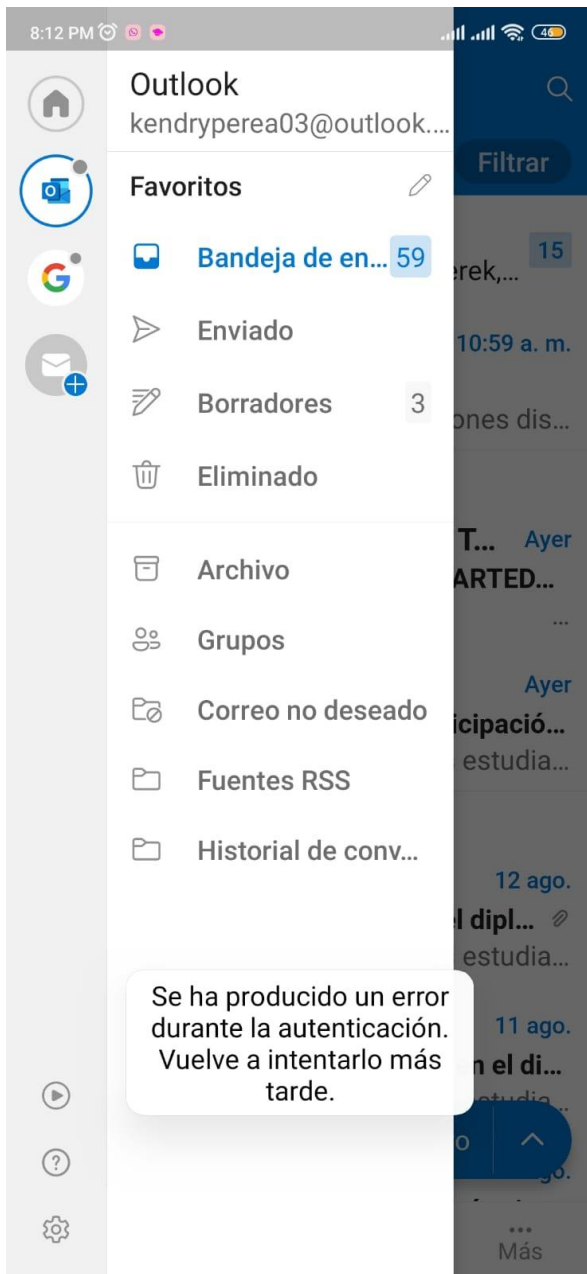 8:12 PM
46
Outlook
kendryperea03@outlook....
Favoritos
Filtrar
Bandeja de en... 59
15
erek,...
Enviado
10:59 a. m.
Borradores 3
ones dis...
Eliminado
T... Ayer
ARTED...
...
Archivo
Grupos
Ayer
Correo no deseado
icipació...
estudia...
Fuentes RSS
Historial de conv...
12 ago.
l dipl...
estudia...
Se ha producido un error
durante la autenticación.
Vuelve a intentarlo más
tarde.
11 ago.
n el di...
o
Más